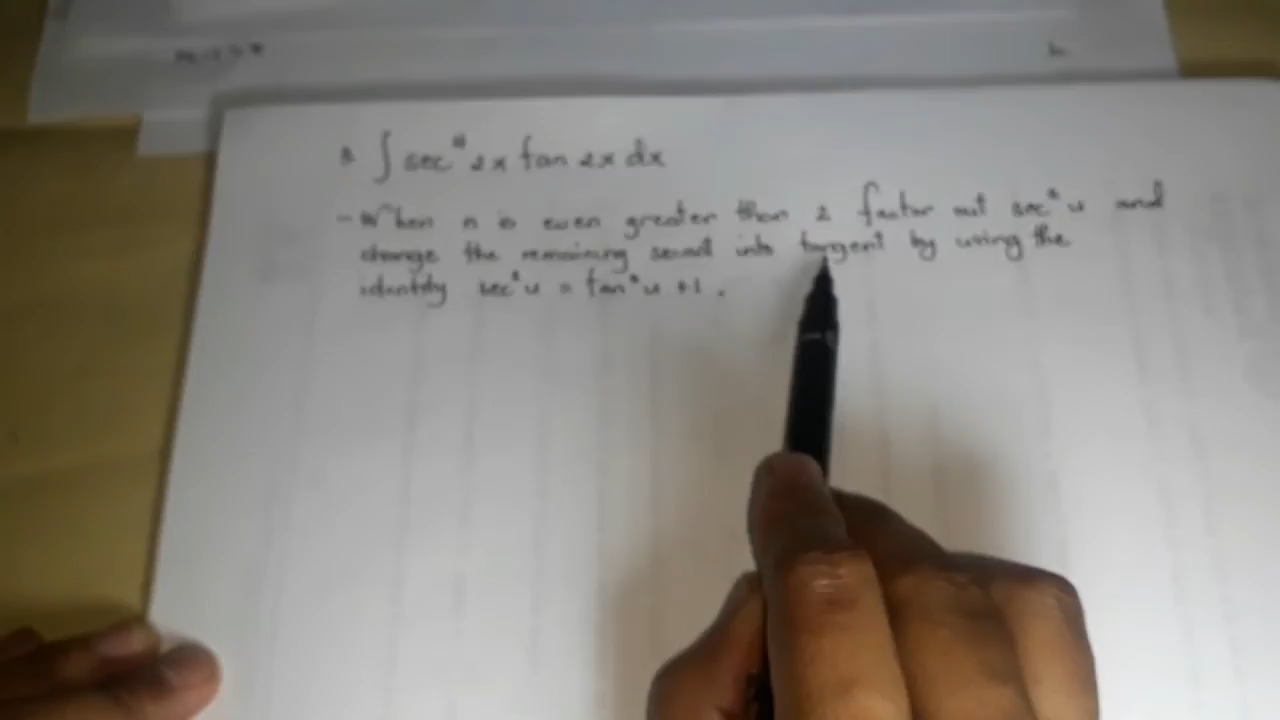 ∫ sec⁴ 2x tan 2x dx
- When n is even greater than 2 factor out sec² u and
change the remaining secant into tangent by using the
identity sec² u = tan² u + 1 .